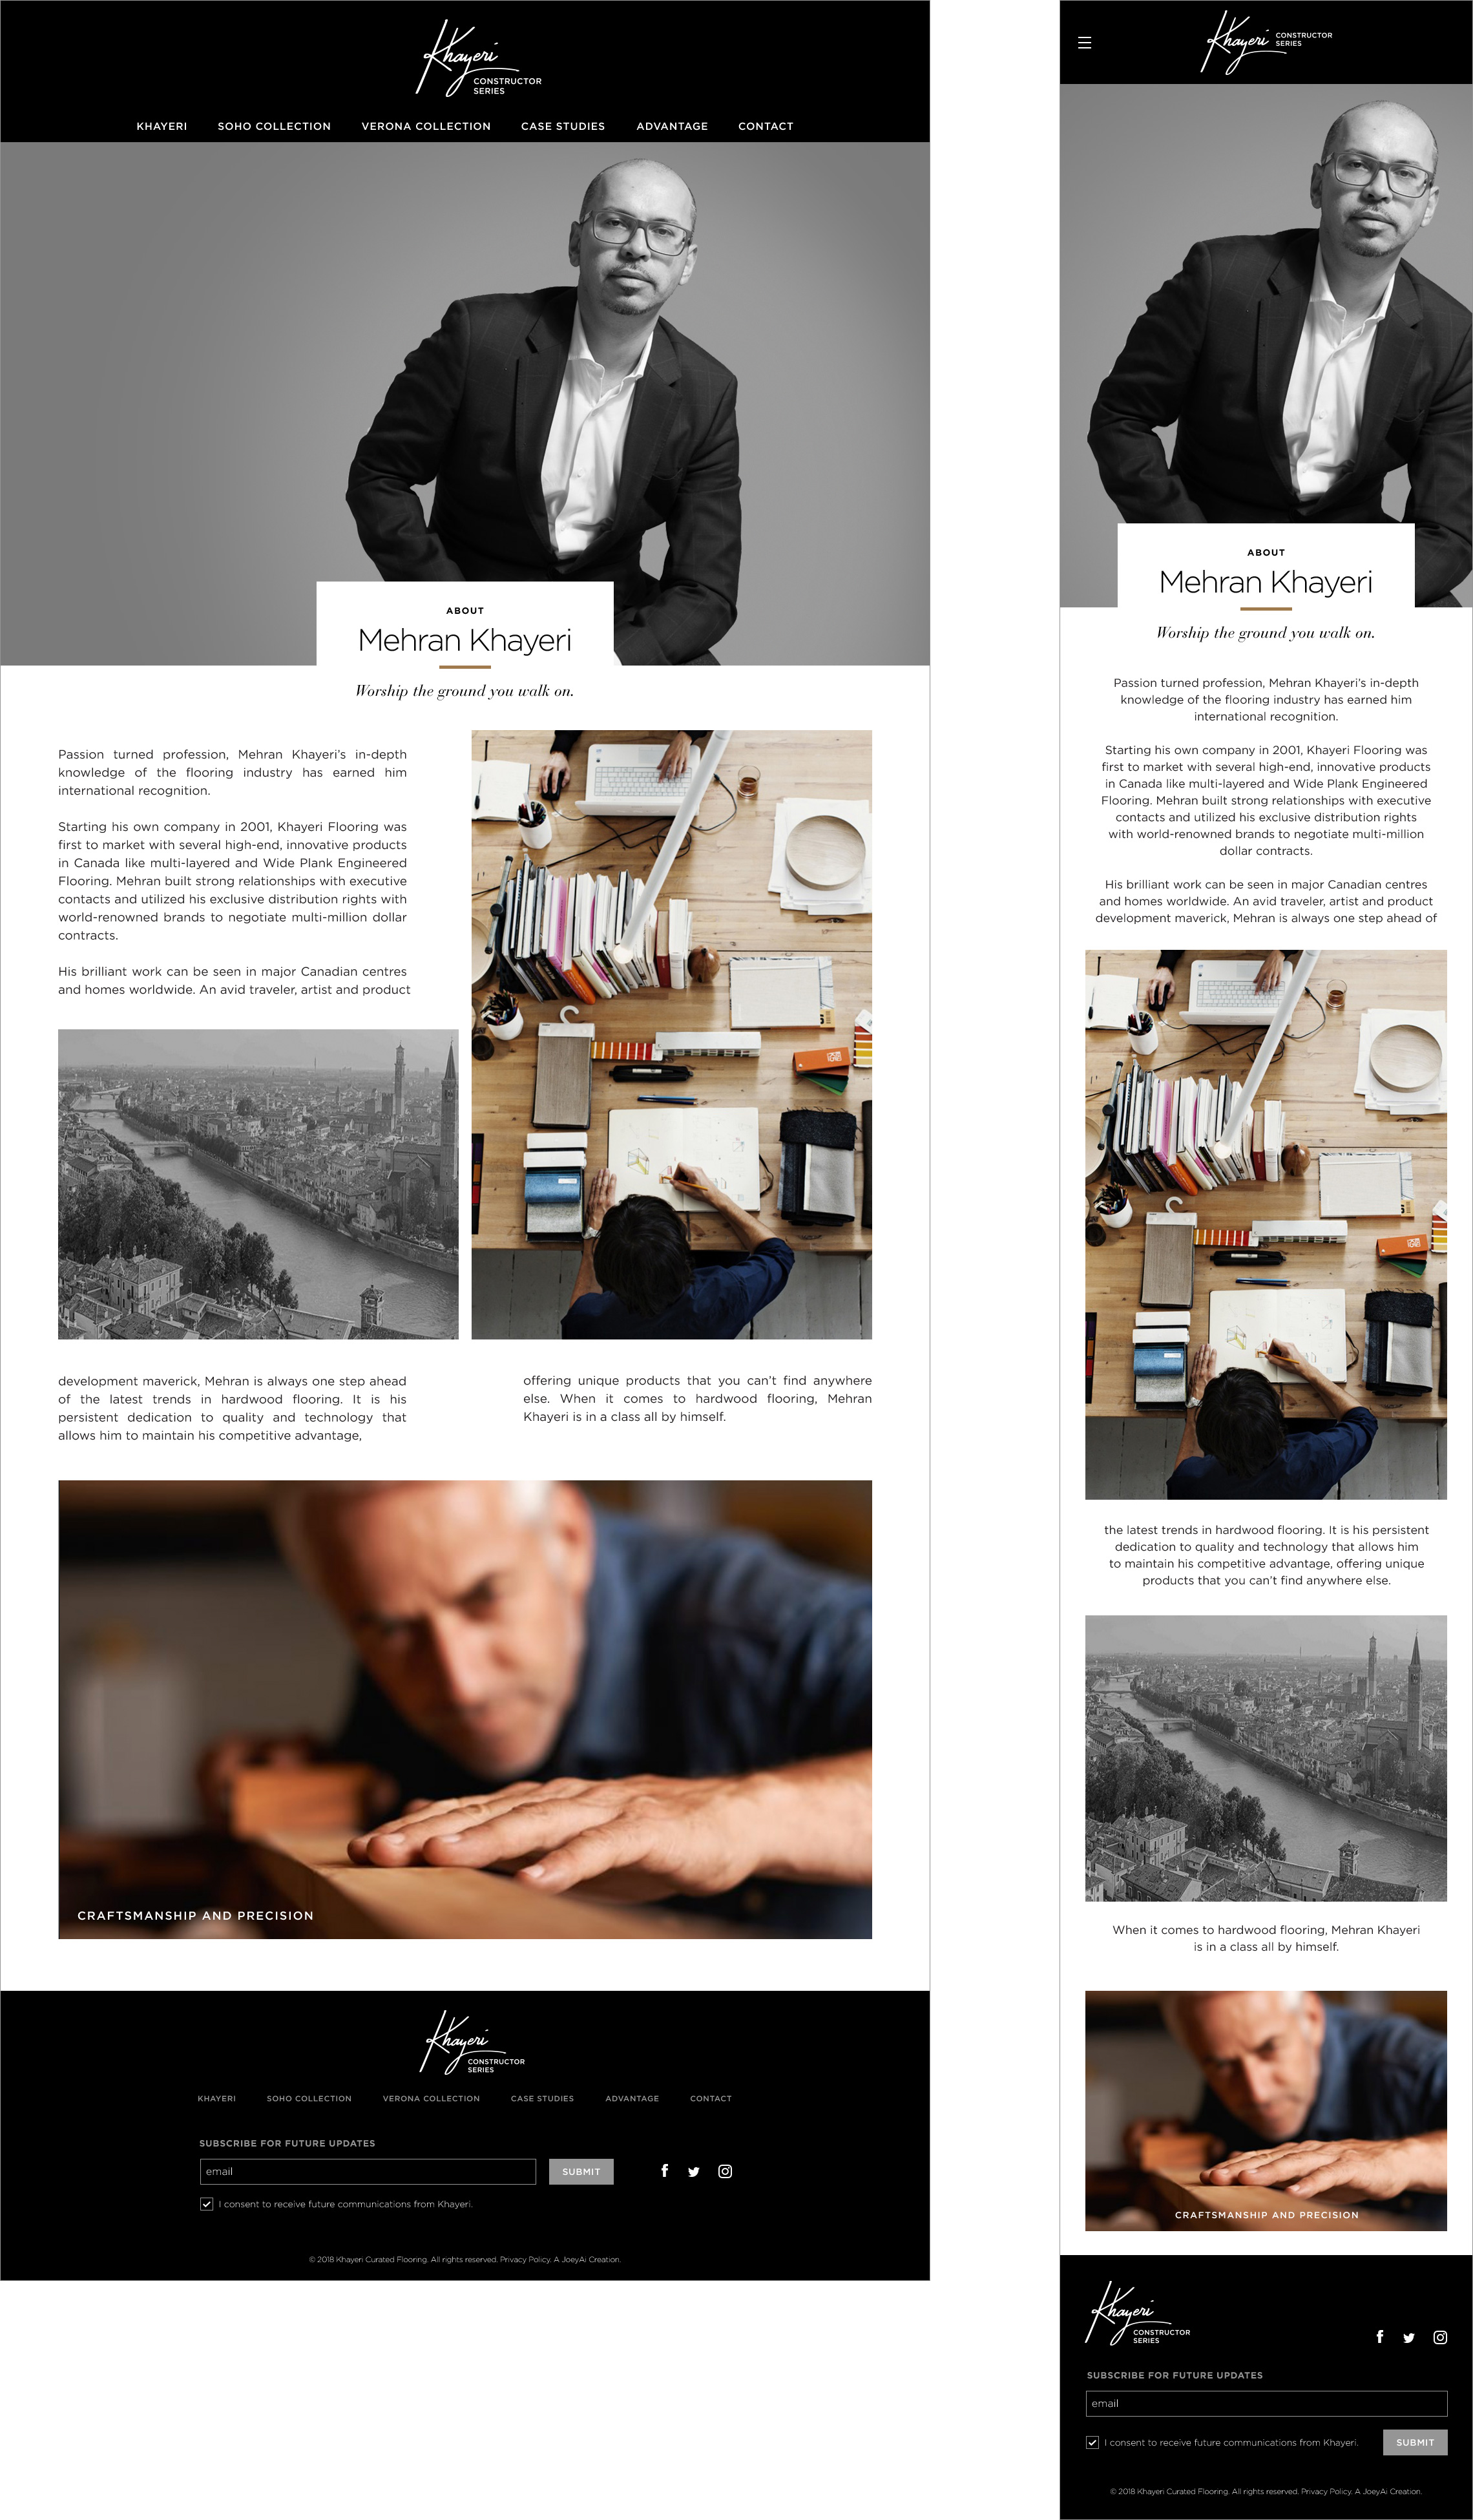 Khayeri
CONSTRUCTOR
SERIES
KHAYERI SOHO COLLECTION VERONA COLLECTION CASE STUDIES ADVANTAGE CONTACT
ABOUT
Mehran Khayeri
Worship the ground you walk on.
Passion turned profession, Mehran Khayeri's in-depth
knowledge of the flooring industry has earned him
international recognition.
Starting his own company in 2001, Khayeri Flooring was
first to market with several high-end, innovative products
in Canada like multi-layered and Wide Plank Engineered
Flooring. Mehran built strong relationships with executive
contacts and utilized his exclusive distribution rights with
world-renowned brands to negotiate multi-million dollar
contracts.
His brilliant work can be seen in major Canadian centres
and homes worldwide. An avid traveler, artist and product
development maverick, Mehran is always one step ahead
of the latest trends in hardwood flooring. It is his
persistent dedication to quality and technology that
allows him to maintain his competitive advantage,
offering unique products that you can't find anywhere
else. When it comes to hardwood flooring, Mehran
Khayeri is in a class all by himself.
CRAFTSMANSHIP AND PRECISION
Khayeri
CONSTRUCTOR
SERIES
KHAYERI SOHO COLLECTION VERONA COLLECTION CASE STUDIES ADVANTAGE CONTACT
SUBSCRIBE FOR FUTURE UPDATES
email
SUBMIT
I consent to receive future communications from Khayeri.
© 2018 Khayeri Curated Flooring. All rights reserved. Privacy Policy. A JoeyAi Creation.
Khayeri
CONSTRUCTOR
SERIES
ABOUT
Mehran Khayeri
Worship the ground you walk on.
Passion turned profession, Mehran Khayeri's in-depth
knowledge of the flooring industry has earned him
international recognition.
Starting his own company in 2001, Khayeri Flooring was
first to market with several high-end, innovative products
in Canada like multi-layered and Wide Plank Engineered
Flooring. Mehran built strong relationships with executive
contacts and utilized his exclusive distribution rights
with world-renowned brands to negotiate multi-million
dollar contracts.
His brilliant work can be seen in major Canadian centres
and homes worldwide. An avid traveler, artist and product
development maverick, Mehran is always one step ahead of
the latest trends in hardwood flooring. It is his persistent
dedication to quality and technology that allows him
to maintain his competitive advantage, offering unique
products that you can't find anywhere else.
When it comes to hardwood flooring, Mehran Khayeri
is in a class all by himself.
CRAFTSMANSHIP AND PRECISION
Khayeri
CONSTRUCTOR
SERIES
SUBSCRIBE FOR FUTURE UPDATES
email
I consent to receive future communications from Khayeri.
SUBMIT
© 2018 Khayeri Curated Flooring. All rights reserved. Privacy Policy. A JoeyAi Creation.